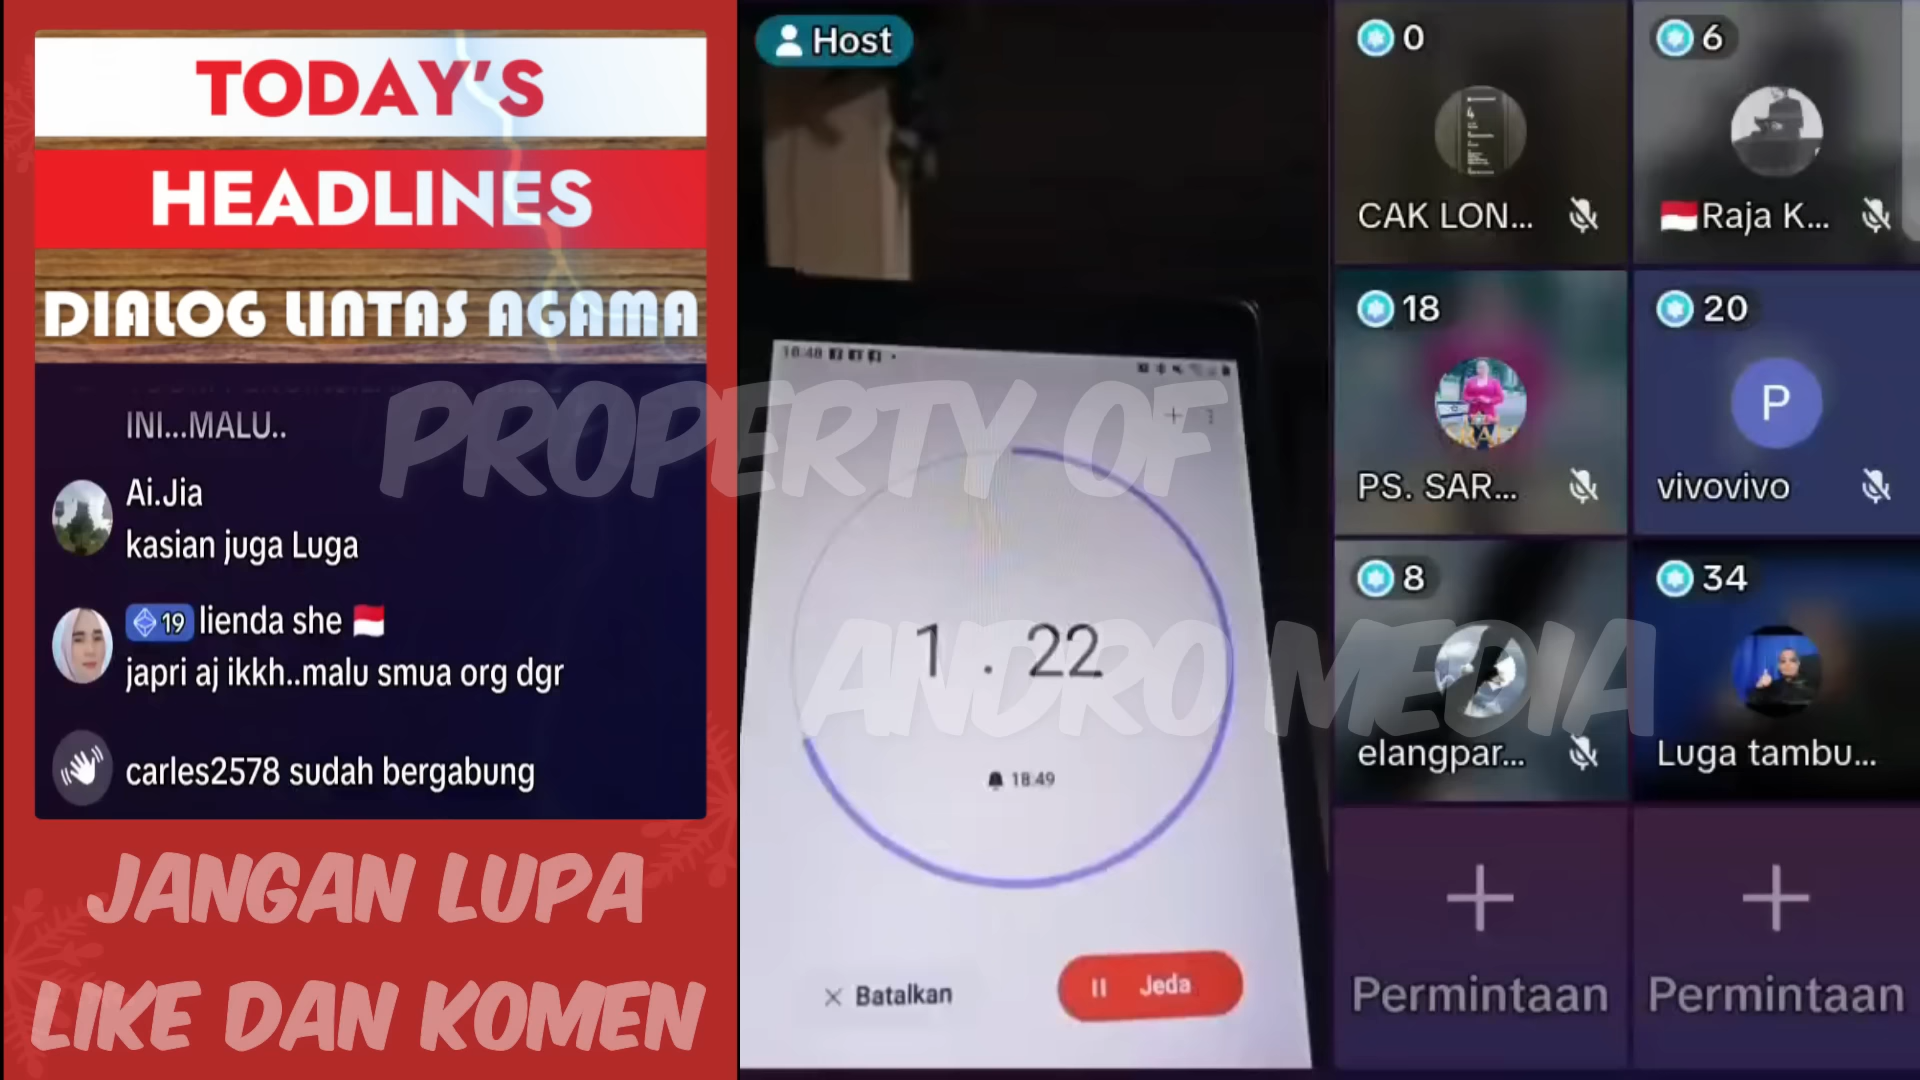 TODAY'S
HEADLINES
DIALOG LINTAS AGAMA
INI...MALU..
Ai.Jia
kasian juga Luga
19 lienda she
japri aj ikkh..malu smua org dgr
carles2578 sudah bergabung
JANGAN LUPA
LIKE DAN KOMEN
PROPERTY OF
ANDRO MEDIA
Host
18:48
1 . 22
18.49
Batalkan
Jeda
0
CAK LON...
6
Raja K...
18
PS. SAR...
20
P
vivovivo
8
elangpar...
34
Luga tambu...
Permintaan
Permintaan